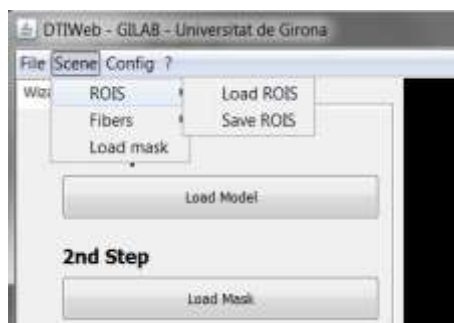 DTIWeb - GILAB - Universitat de Girona
File Scene Config ?
Wiza
ROIS
Load ROIS
Fibers
Save ROIS
Load mask
Load Model
2nd Step
Load Mask